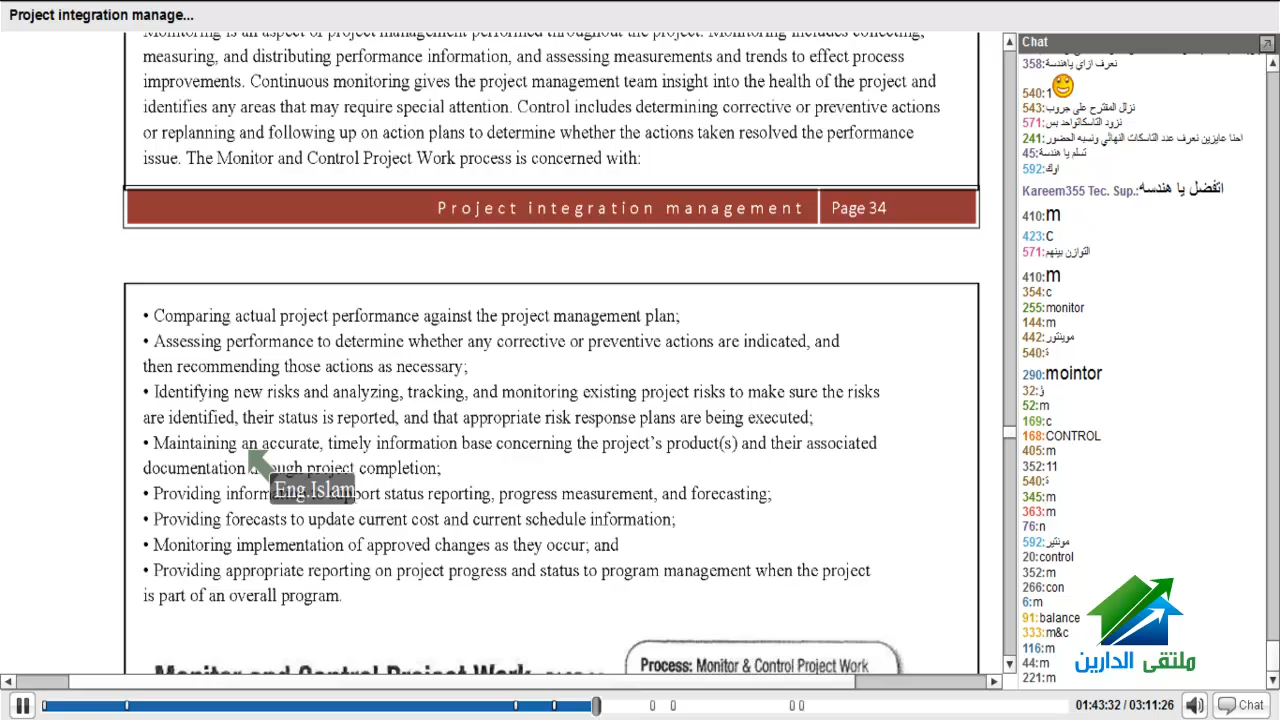 Project integration manage...
Monitoring is an aspect of project management performed throughout the project. Monitoring includes collecting,
measuring, and distributing performance information, and assessing measurements and trends to effect process
improvements. Continuous monitoring gives the project management team insight into the health of the project and
identifies any areas that may require special attention. Control includes determining corrective or preventive actions
or replanning and following up on action plans to determine whether the actions taken resolved the performance
issue. The Monitor and Control Project Work process is concerned with:
Project integration management Page 34
• Comparing actual project performance against the project management plan;
• Assessing performance to determine whether any corrective or preventive actions are indicated, and
then recommending those actions as necessary;
• Identifying new risks and analyzing, tracking, and monitoring existing project risks to make sure the risks
are identified, their status is reported, and that appropriate risk response plans are being executed;
• Maintaining an accurate, timely information base concerning the project's product(s) and their associated
documentation through project completion;
Eng.Islam
• Providing support status reporting, progress measurement, and forecasting;
• Providing forecasts to update current cost and current schedule information;
• Monitoring implementation of approved changes as they occur; and
• Providing appropriate reporting on project progress and status to program management when the project
is part of an overall program.
Monitor and Control Project Work
Process: Monitor & Control Project Work
Chat
358:نعرف ازاي ياهندسة
540:1
543:نزال المقترح على جروب
571:نزود التاسكاتواحد بس
241:احنا عايزين نعرف عدد التاسكات النهائي ونسبه الحضور
45:تسلم يا هندسة
592:اوك
Kareem355 Tec. Sup.:اتفضل يا هندسه
410:m
423:C
571:التوازن بينهم
410:m
354:c
255:monitor
144:m
442:موينتور
540:ة
290:mointor
32:ؤ
52:m
169:c
168:CONTROL
405:m
352:11
540:ة
345:m
363:m
76:n
592:مونتير
20:control
352:m
266:con
6:m
91:balance
333:m&c
116:m
44:m
221:m
ملتقى الدارين
01:43:32 / 03:11:26
Chat